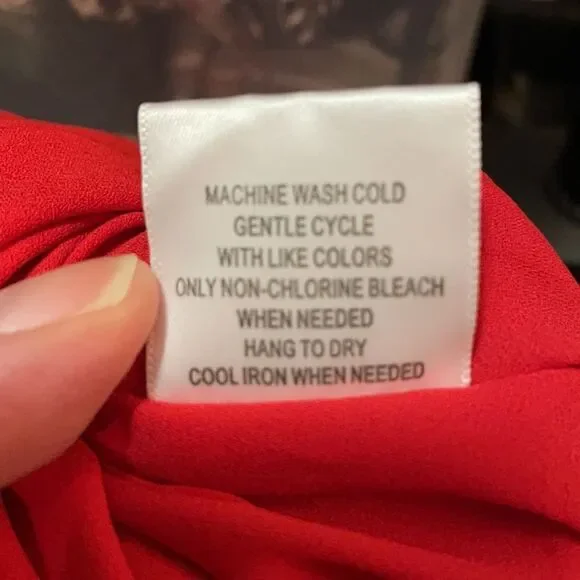 MACHINE WASH COLD
GENTLE CYCLE
WITH LIKE COLORS
ONLY NON-CHLORINE BLEACH
WHEN NEEDED
HANG TO DRY
COOL IRON WHEN NEEDED